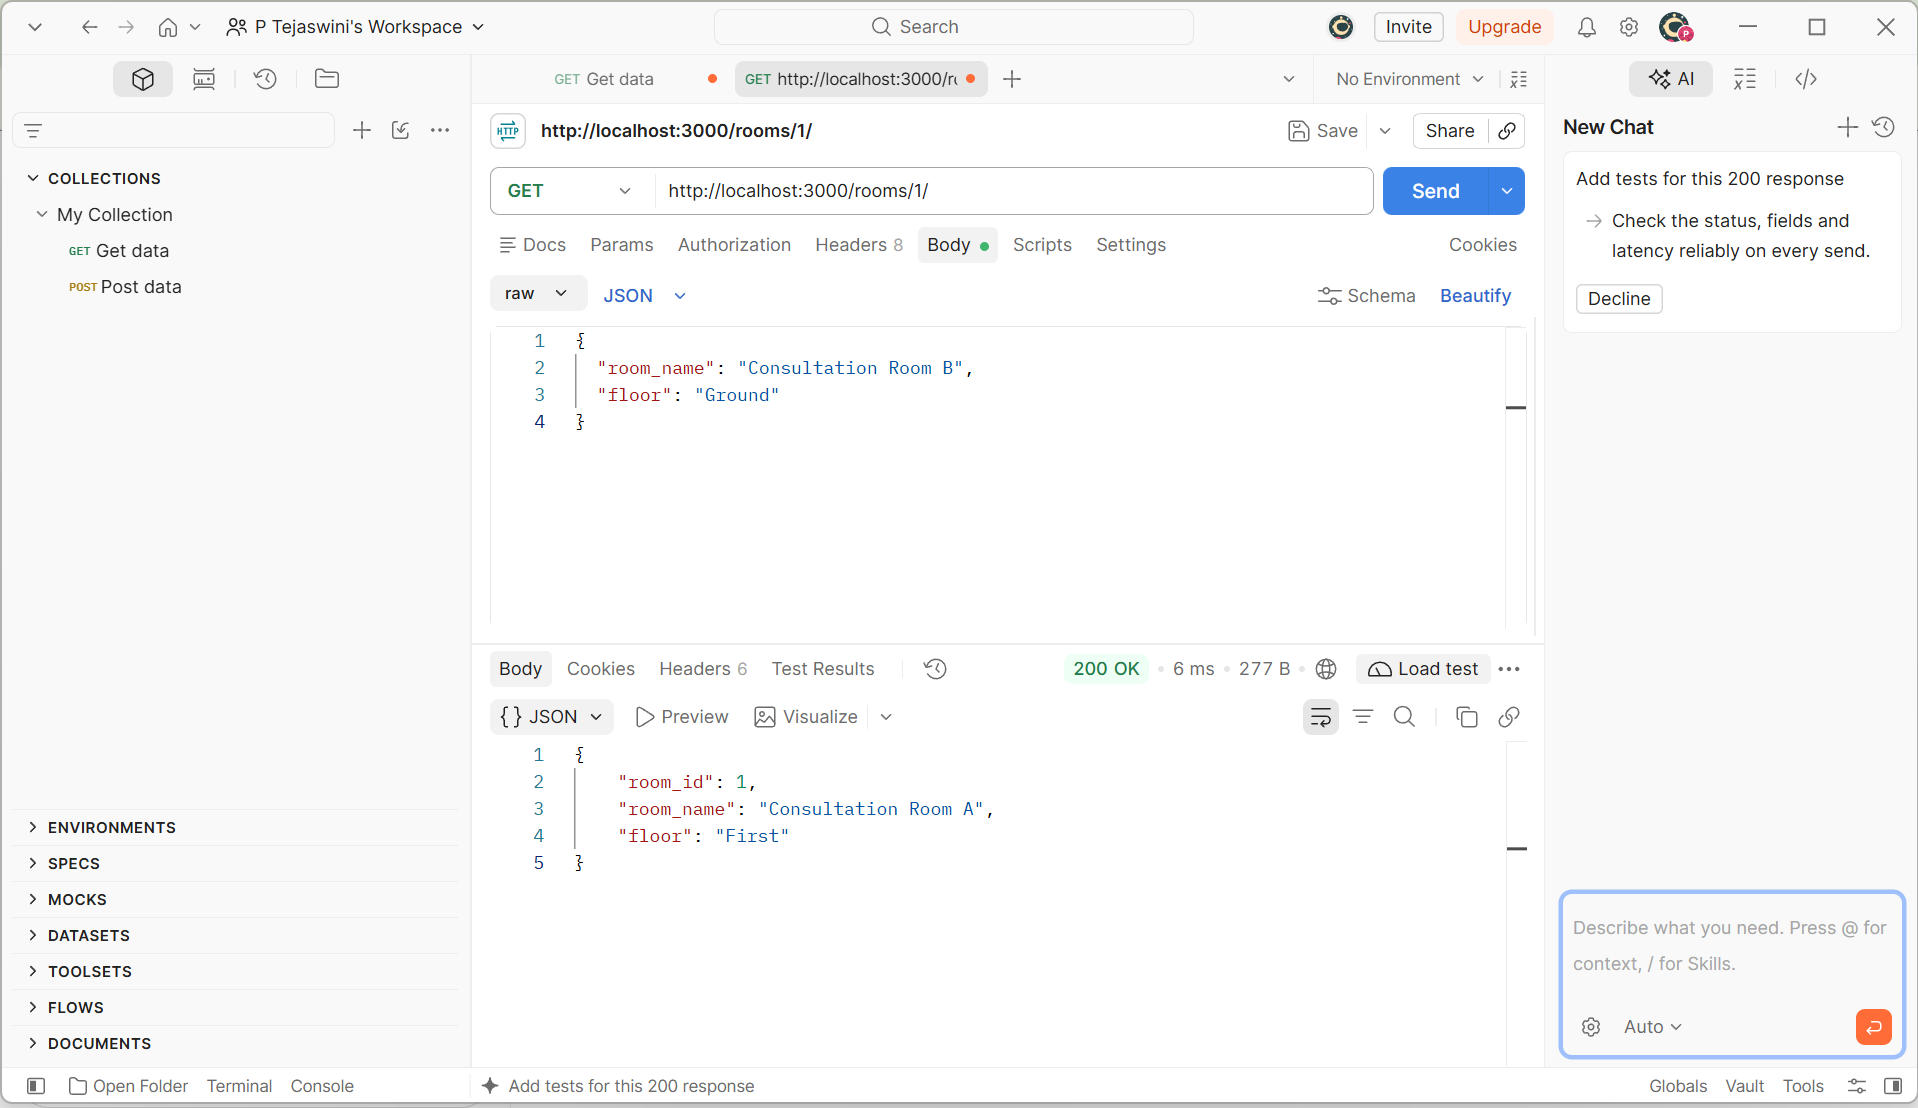 P Tejaswini's Workspace
Search
Invite
Upgrade
P
GET Get data
GET http://localhost:3000/r
No Environment
AI
http://localhost:3000/rooms/1/
Save
Share
New Chat
COLLECTIONS
My Collection
GET Get data
POST Post data
HTTP
GET
http://localhost:3000/rooms/1/
Send
Add tests for this 200 response
→ Check the status, fields and
latency reliably on every send.
Decline
Docs
Params
Authorization
Headers 8
Body
Scripts
Settings
Cookies
raw
JSON
Schema
Beautify
1 {
2 "room_name": "Consultation Room B",
3 "floor": "Ground"
4 }
Body
Cookies
Headers 6
Test Results
200 OK
6 ms
277 B
Load test
{} JSON
Preview
Visualize
1 {
2 "room_id": 1,
3 "room_name": "Consultation Room A",
4 "floor": "First"
5 }
ENVIRONMENTS
SPECS
MOCKS
DATASETS
TOOLSETS
FLOWS
DOCUMENTS
Describe what you need. Press @ for
context, / for Skills.
Auto
Open Folder
Terminal
Console
Add tests for this 200 response
Globals
Vault
Tools